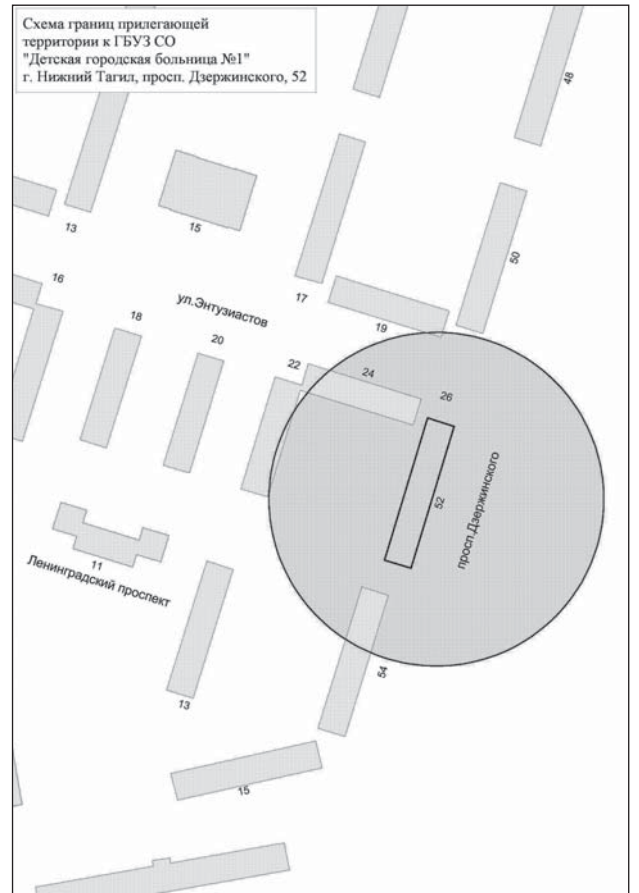 Схема границ прилегающей
территории к ГБУЗ СО
"Детская городская больница №1"
г. Нижний Тагил, просп. Дзержинского, 52
48
13
15
50
16
17
ул.Энтузиастов
18
19
20
22
24
26
52
просп.Дзержинского
11
Ленинградский проспект
54
13
15